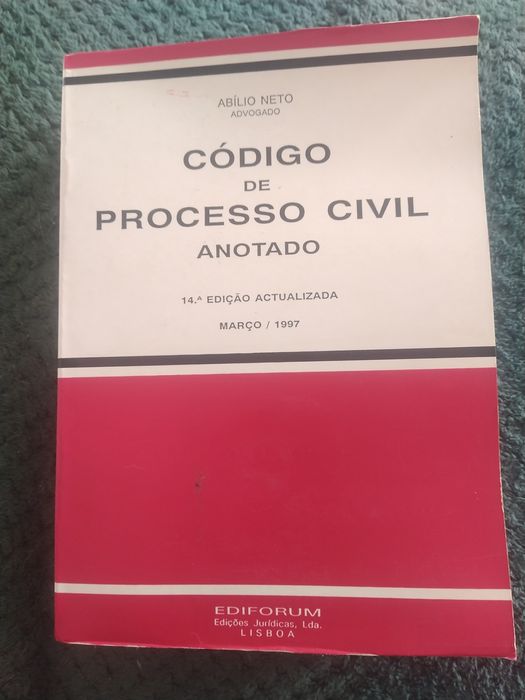 ABÍLIO NETO
ADVOGADO
CÓDIGO
DE
PROCESSO CIVIL
ANOTADO
14.ª EDIÇÃO ACTUALIZADA
MARÇO / 1997
EDIFORUM
Edições Jurídicas, Lda.
LISBOA